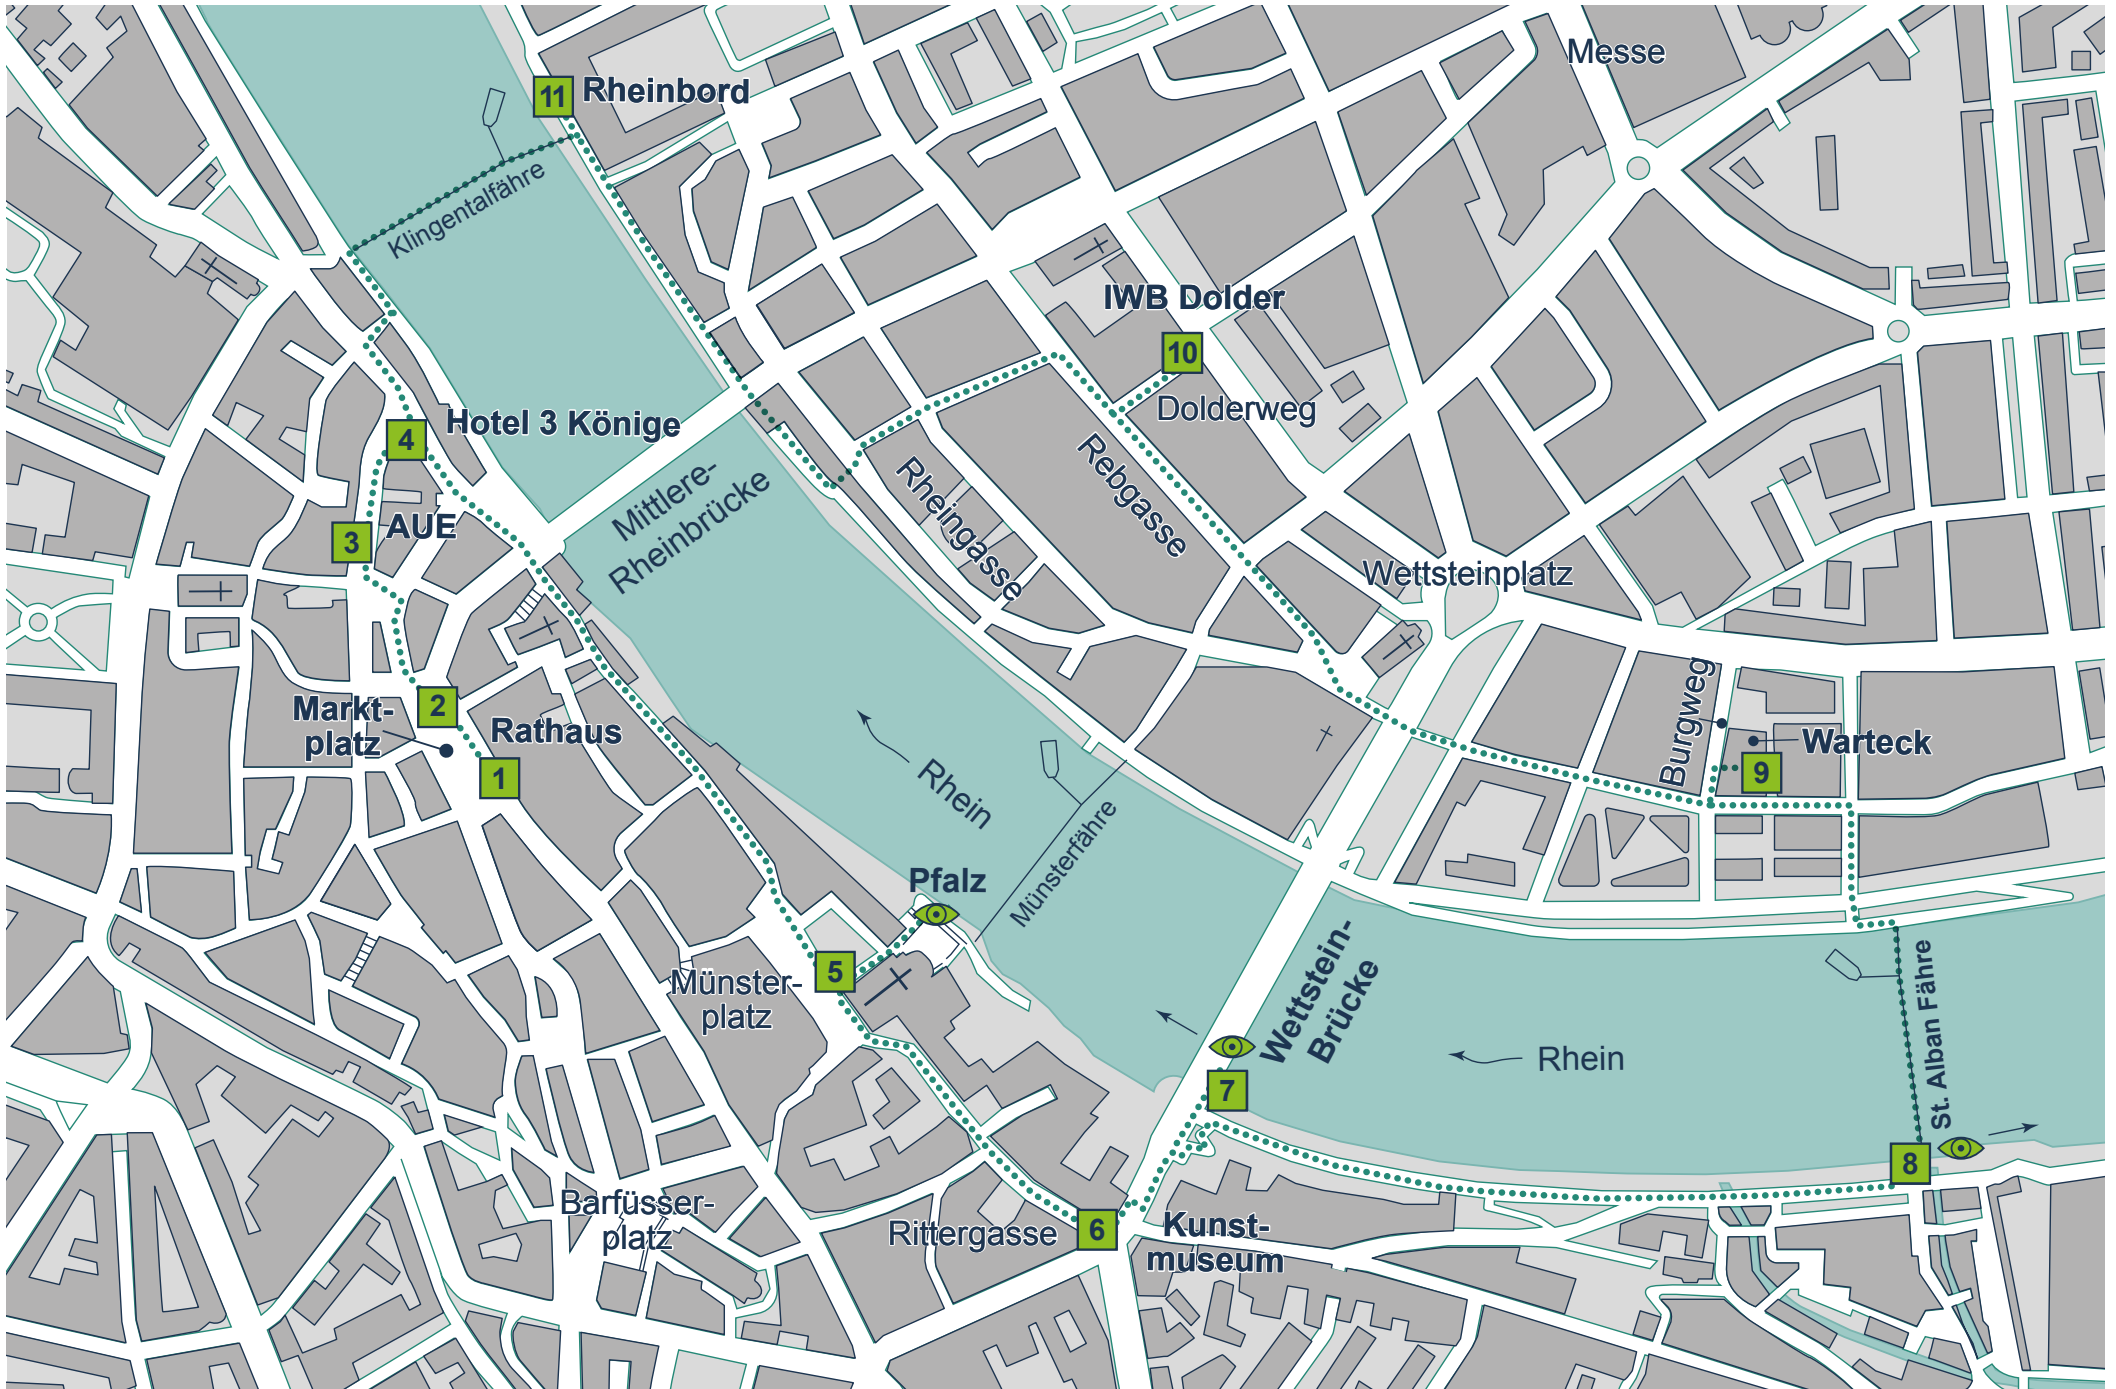 Messe
11
Rheinbord
Klingentalfähre
IWB Dolder
10
Dolderweg
Hotel 3 Könige
4
Mittlere-
Rheinbrücke
Rheingasse
Rebgasse
AUE
3
Wettsteinplatz
Markt-
platz
2
Rathaus
1
Burgweg
Warteck
9
Rhein
Münsterfähre
Pfalz
5
Münster-
platz
Wettstein-
Brücke
7
Rhein
St. Alban Fähre
8
Barfüsser-
platz
Rittergasse
6
Kunst-
museum